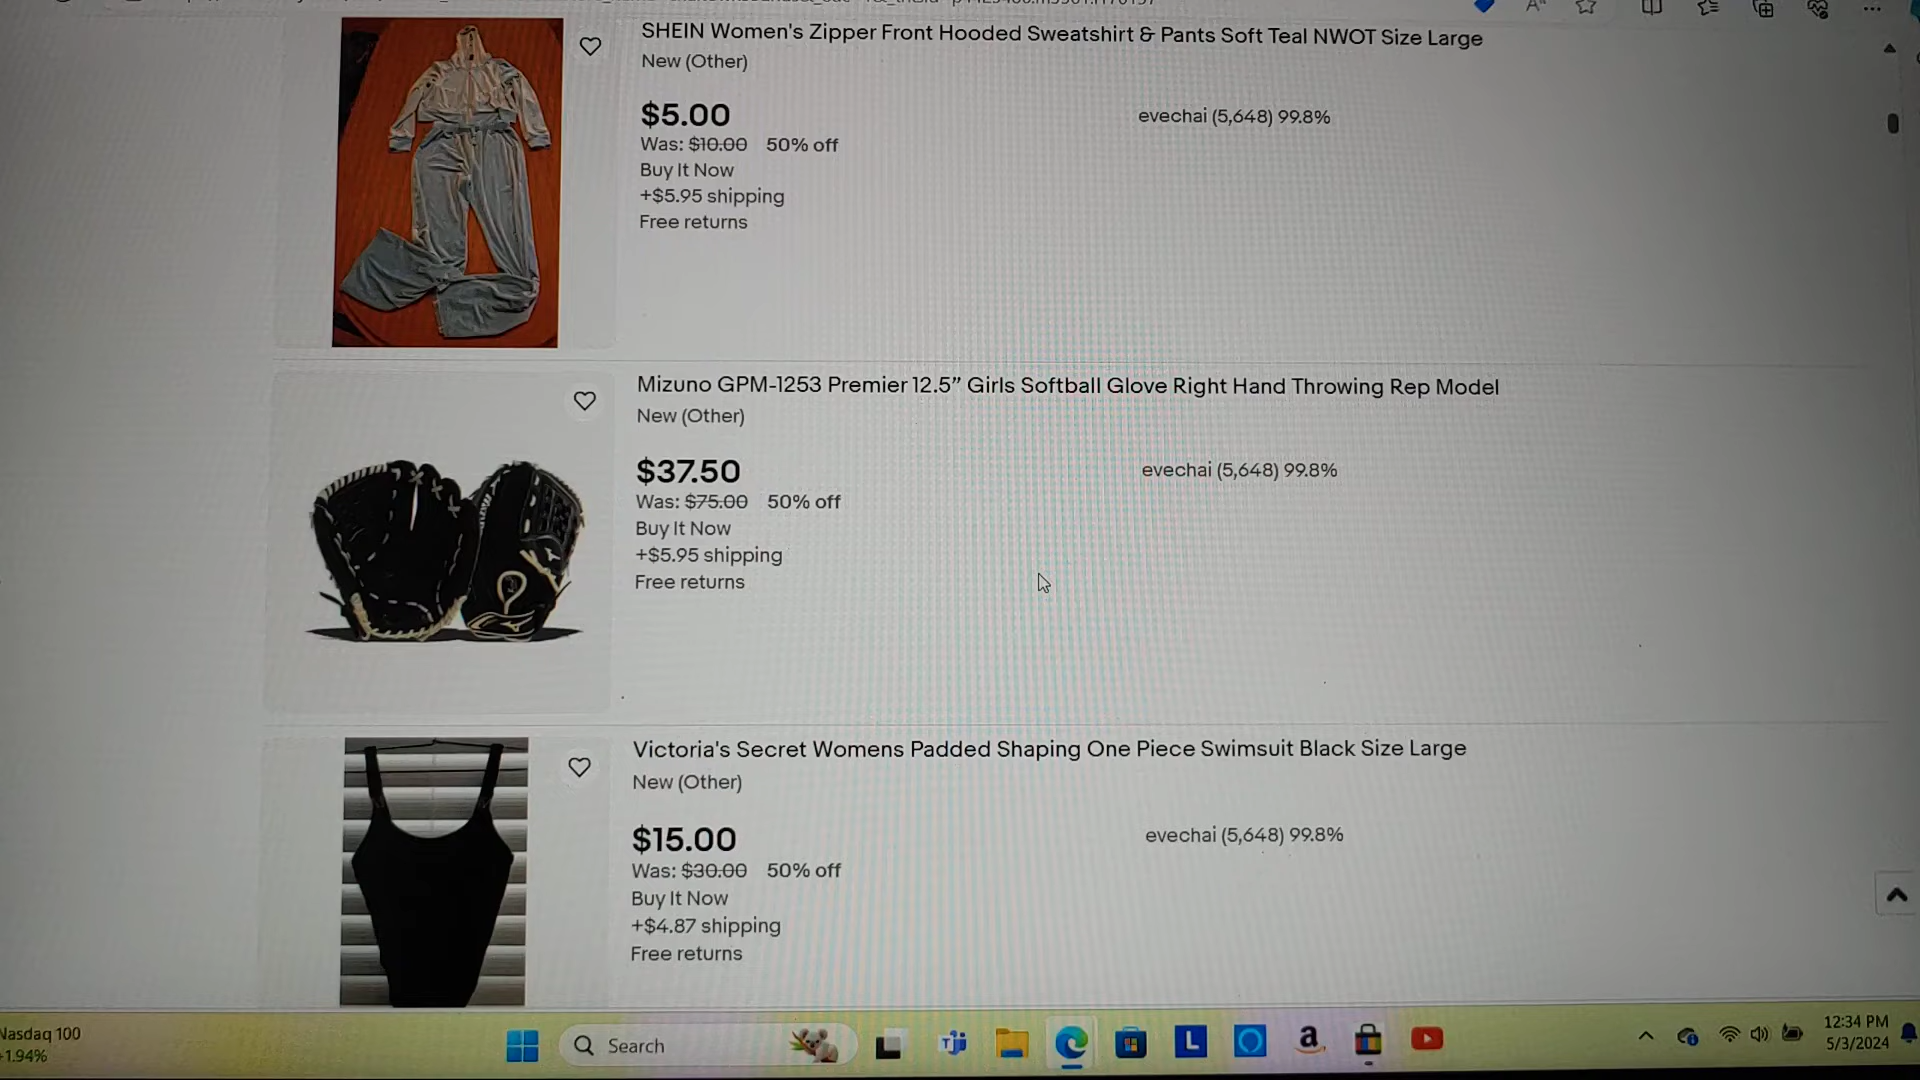 SHEIN Women's Zipper Front Hooded Sweatshirt & Pants Soft Teal NWOT Size Large
New (Other)
$5.00
evechai (5,648) 99.8%
Was: $10.00 50% off
Buy It Now
+$5.95 shipping
Free returns
Mizuno GPM-1253 Premier 12.5” Girls Softball Glove Right Hand Throwing Rep Model
New (Other)
$37.50
evechai (5,648) 99.8%
Was: $75.00 50% off
Buy It Now
+$5.95 shipping
Free returns
Victoria's Secret Womens Padded Shaping One Piece Swimsuit Black Size Large
New (Other)
$15.00
evechai (5,648) 99.8%
Was: $30.00 50% off
Buy It Now
+$4.87 shipping
Free returns
Nasdaq 100
+1.94%
Search
L
a
12:34 PM
5/3/2024